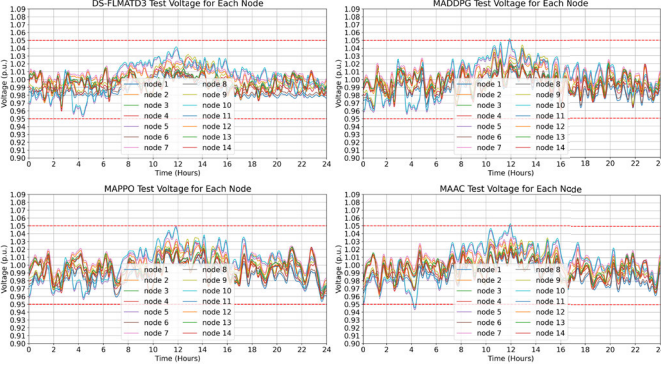 DS-FLMATD3 Test Voltage for Each Node
1.09
1.08
1.07
1.06
1.05
1.04
1.03
1.02
1.01
1.00
0.99
0.98
0.97
0.96
0.95
0.94
0.93
0.92
0.91
0.90
Voltage (p.u.)
node 1 node 8
node 2 node 9
node 3 node 10
node 4 node 11
node 5 node 12
node 6 node 13
node 7 node 14
0 2 4 6 8 10 12 14 16 18 20 22 24
Time (Hours)
MADDPG Test Voltage for Each Node
1.09
1.08
1.07
1.06
1.05
1.04
1.03
1.02
1.01
1.00
0.99
0.98
0.97
0.96
0.95
0.94
0.93
0.92
0.91
0.90
Voltage (p.u.)
node 1 node 8
node 2 node 9
node 3 node 10
node 4 node 11
node 5 node 12
node 6 node 13
node 7 node 14
0 2 4 6 8 10 12 14 16 18 20 22 24
Time (Hours)
MAPPO Test Voltage for Each Node
1.09
1.08
1.07
1.06
1.05
1.04
1.03
1.02
1.01
1.00
0.99
0.98
0.97
0.96
0.95
0.94
0.93
0.92
0.91
0.90
Voltage (p.u.)
node 1 node 8
node 2 node 9
node 3 node 10
node 4 node 11
node 5 node 12
node 6 node 13
node 7 node 14
0 2 4 6 8 10 12 14 16 18 20 22 24
Time (Hours)
MAAC Test Voltage for Each Node
1.09
1.08
1.07
1.06
1.05
1.04
1.03
1.02
1.01
1.00
0.99
0.98
0.97
0.96
0.95
0.94
0.93
0.92
0.91
0.90
Voltage (p.u.)
node 1 node 8
node 2 node 9
node 3 node 10
node 4 node 11
node 5 node 12
node 6 node 13
node 7 node 14
0 2 4 6 8 10 12 14 16 18 20 22 24
Time (Hours)